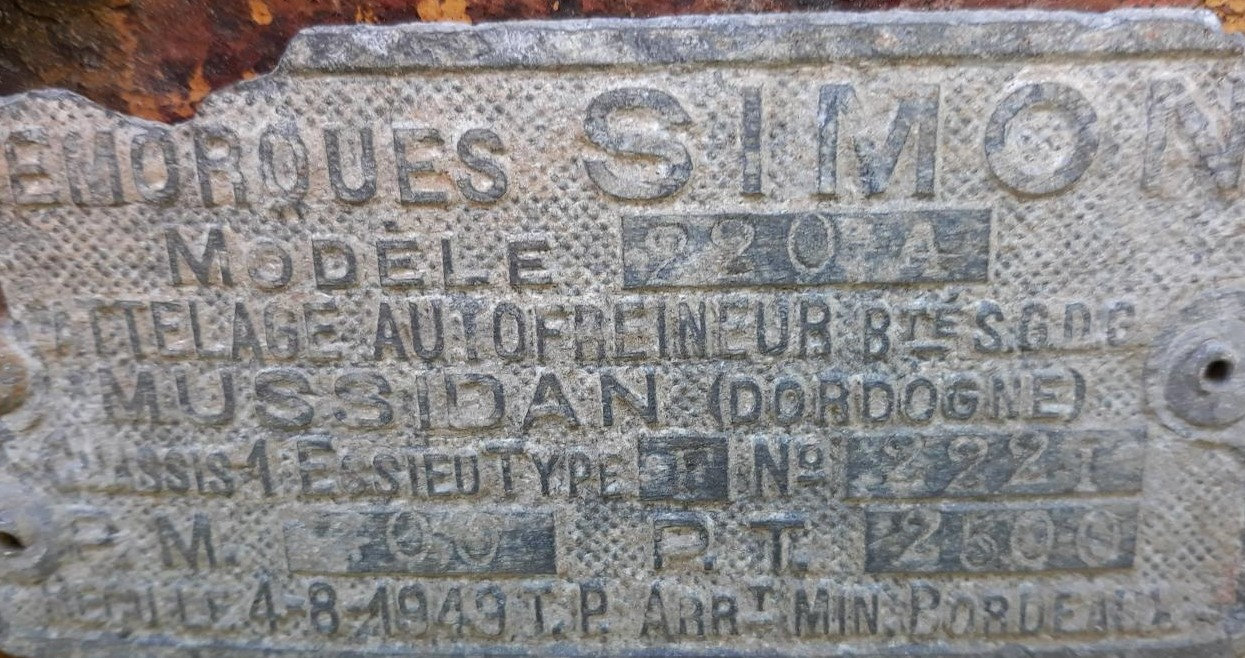 EMORQUES SIMON
MODÈLE 220 A
ATTELAGE AUTOFREINEUR BTÉ S.G.D.G
MUSSIDAN (DORDOGNE)
CHASSIS 1 ESSIEU TYPE Nº 2221
P. M. P. T. 2500
4-8-1949 T.P. ARRT MIN. BORDEAUX